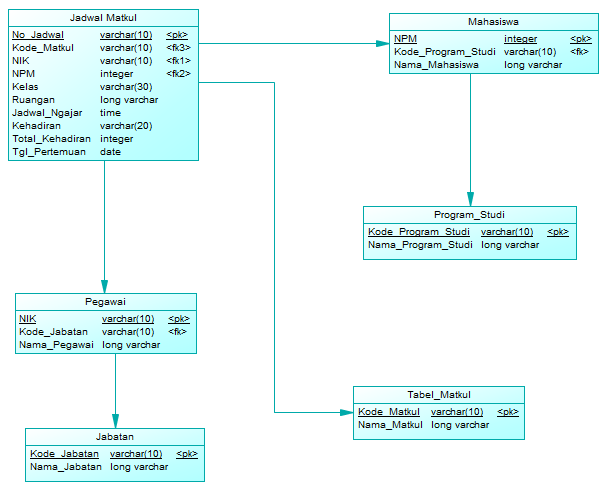 Jadwal Matkul
No_Jadwal varchar(10) <pk>
Kode_Matkul varchar(10) <fk3>
NIK varchar(10) <fk1>
NPM integer <fk2>
Kelas varchar(30)
Ruangan long varchar
Jadwal_Ngajar time
Kehadiran varchar(20)
Total_Kehadiran integer
Tgl_Pertemuan date
Mahasiswa
NPM integer <pk>
Kode_Program_Studi varchar(10) <fk>
Nama_Mahasiswa long varchar
Program_Studi
Kode_Program_Studi varchar(10) <pk>
Nama_Program_Studi long varchar
Pegawai
NIK varchar(10) <pk>
Kode_Jabatan varchar(10) <fk>
Nama_Pegawai long varchar
Tabel_Matkul
Kode_Matkul varchar(10) <pk>
Nama_Matkul long varchar
Jabatan
Kode_Jabatan varchar(10) <pk>
Nama_Jabatan long varchar